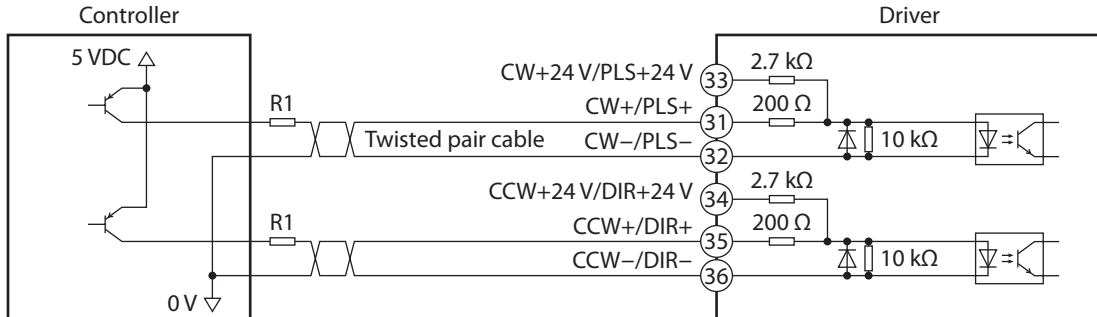 Controller
Driver
5 VDC
CW+24 V/PLS+24 V
33
2.7 kΩ
R1
CW+/PLS+
31
200 Ω
Twisted pair cable
CW−/PLS−
32
10 kΩ
CCW+24 V/DIR+24 V
34
2.7 kΩ
R1
CCW+/DIR+
35
200 Ω
CCW−/DIR−
36
10 kΩ
0 V